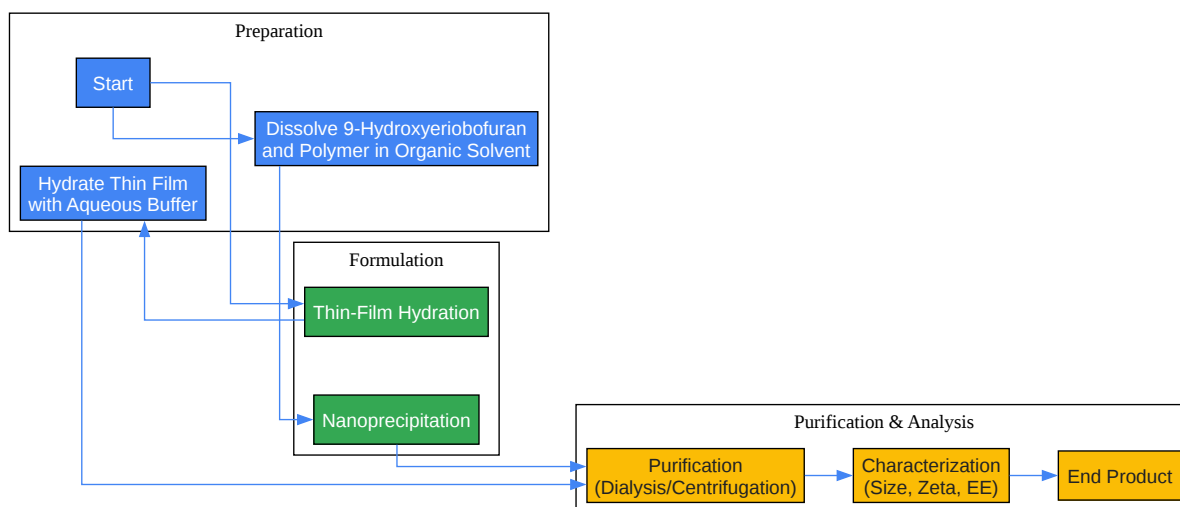 Preparation
Start
Dissolve 9-Hydroxyeriobofuran
and Polymer in Organic Solvent
Hydrate Thin Film
with Aqueous Buffer
Formulation
Thin-Film Hydration
Nanoprecipitation
Purification & Analysis
Purification
(Dialysis/Centrifugation)
Characterization
(Size, Zeta, EE)
End Product